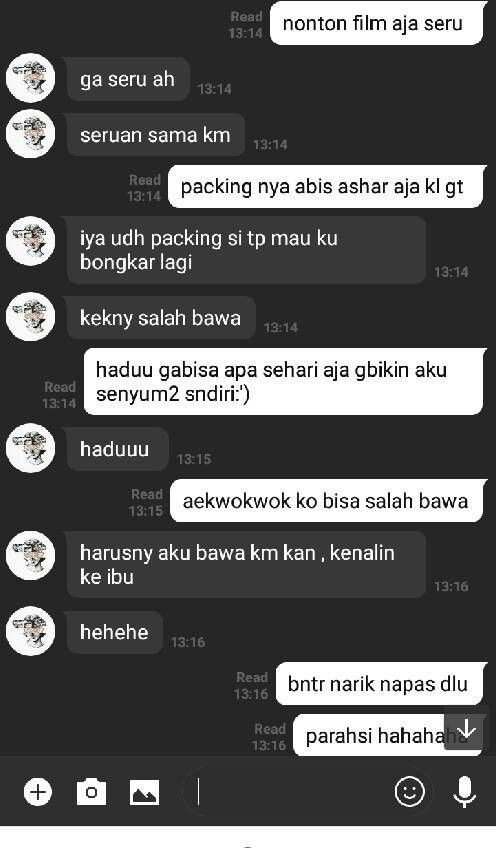 Read
13:14
nonton film aja seru
ga seru ah
13:14
seruan sama km
13:14
Read
13:14
packing nya abis ashar aja kl gt
iya udh packing si tp mau ku
bongkar lagi
13:14
kekny salah bawa
13:14
haduu gabisa apa sehari aja gbikin aku
senyum2 sndiri:')
Read
13:14
haduuu
13:15
Read
13:15
aekwokwok ko bisa salah bawa
harusny aku bawa km kan , kenalin
ke ibu
13:16
hehehe
13:16
Read
13:16
bntr narik napas dlu
Read
13:16
parahsi hahahaha